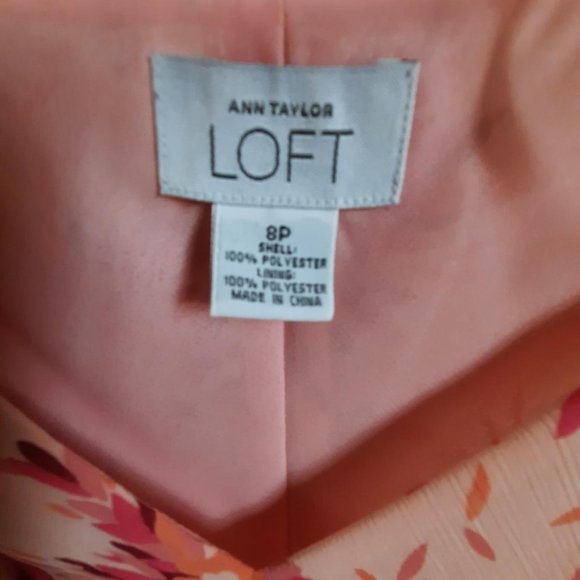 ANN TAYLOR
LOFT
8P
SHELL:
100% POLYESTER
LINING:
100% POLYESTER
MADE IN CHINA